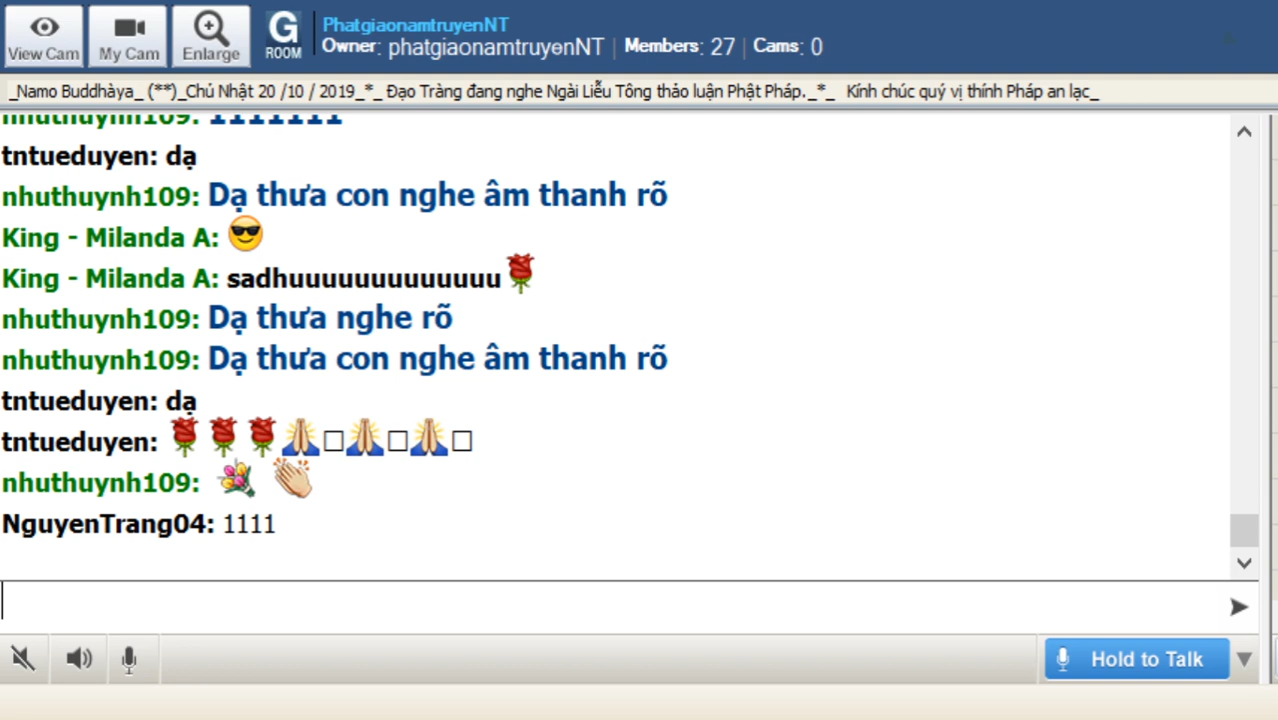 View Cam
My Cam
Enlarge
G
ROOM
PhatgiaonamtruyenNT
Owner: phatgiaonamtruyenNT | Members: 27 | Cams: 0
_Namo Buddhàya_ (**)_Chủ Nhật 20 /10 / 2019_*_ Đạo Tràng đang nghe Ngài Liễu Tông thảo luận Phật Pháp._*_ Kính chúc quý vị thính Pháp an lạc_
nhuthuynh109: 1111111
tntueduyen: dạ
nhuthuynh109: Dạ thưa con nghe âm thanh rõ
King - Milanda A: 😎
King - Milanda A: sadhuuuuuuuuuuuuu🌹
nhuthuynh109: Dạ thưa nghe rõ
nhuthuynh109: Dạ thưa con nghe âm thanh rõ
tntueduyen: dạ
tntueduyen: 🌹🌹🌹🙏□🙏□🙏□
nhuthuynh109: 💐 👏
NguyenTrang04: 1111
Hold to Talk